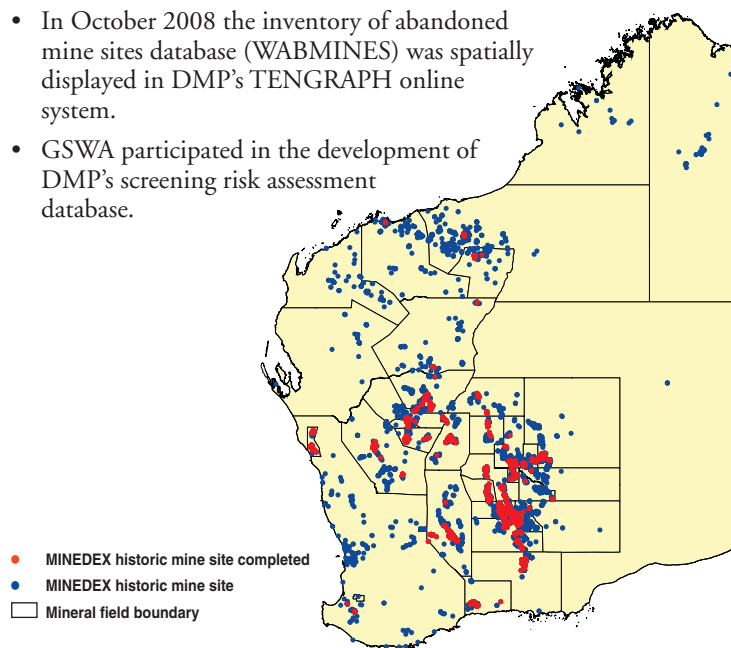 • In October 2008 the inventory of abandoned
mine sites database (WABMINES) was spatially
displayed in DMP's TENGRAPH online
system.
• GSWA participated in the development of
DMP's screening risk assessment
database.
MINEDEX historic mine site completed
MINEDEX historic mine site
Mineral field boundary